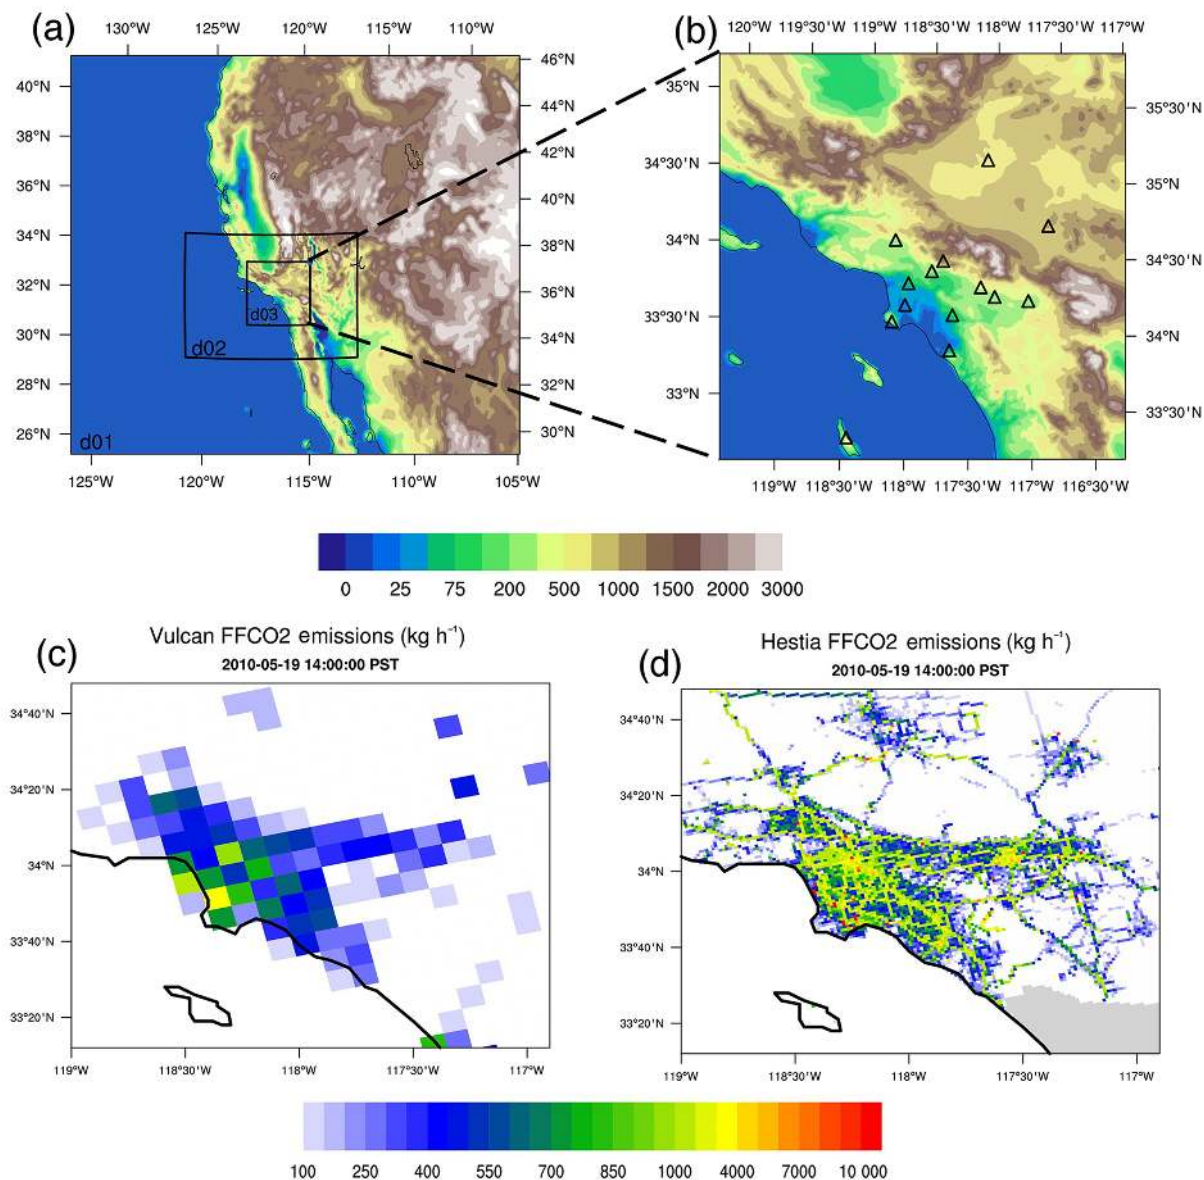 (a)
130°W 125°W 120°W 115°W 110°W
40°N
38°N
36°N
34°N
32°N
30°N
28°N
26°N
46°N
44°N
42°N
40°N
38°N
36°N
34°N
32°N
30°N
29°N
d03
d02
d01
125°W 120°W 115°W 110°W 105°W
(b)
120°W 119°30'W 119°W 118°30'W 118°W 117°30'W 117°W
35°N
34°30'N
34°N
33°30'N
33°N
35°30'N
35°N
34°30'N
34°N
33°30'N
119°W 118°30'W 118°W 117°30'W 117°W 116°30'W
0 25 75 200 500 1000 1500 2000 3000
(c)
Vulcan FFCO2 emissions (kg h⁻¹)
2010-05-19 14:00:00 PST
34°40'N
34°20'N
34°N
33°40'N
33°20'N
119°W 118°30'W 118°W 117°30'W 117°W
(d)
Hestia FFCO2 emissions (kg h⁻¹)
2010-05-19 14:00:00 PST
34°40'N
34°20'N
34°N
33°40'N
33°20'N
119°W 118°30'W 118°W 117°30'W 117°W
100 250 400 550 700 850 1000 4000 7000 10 000